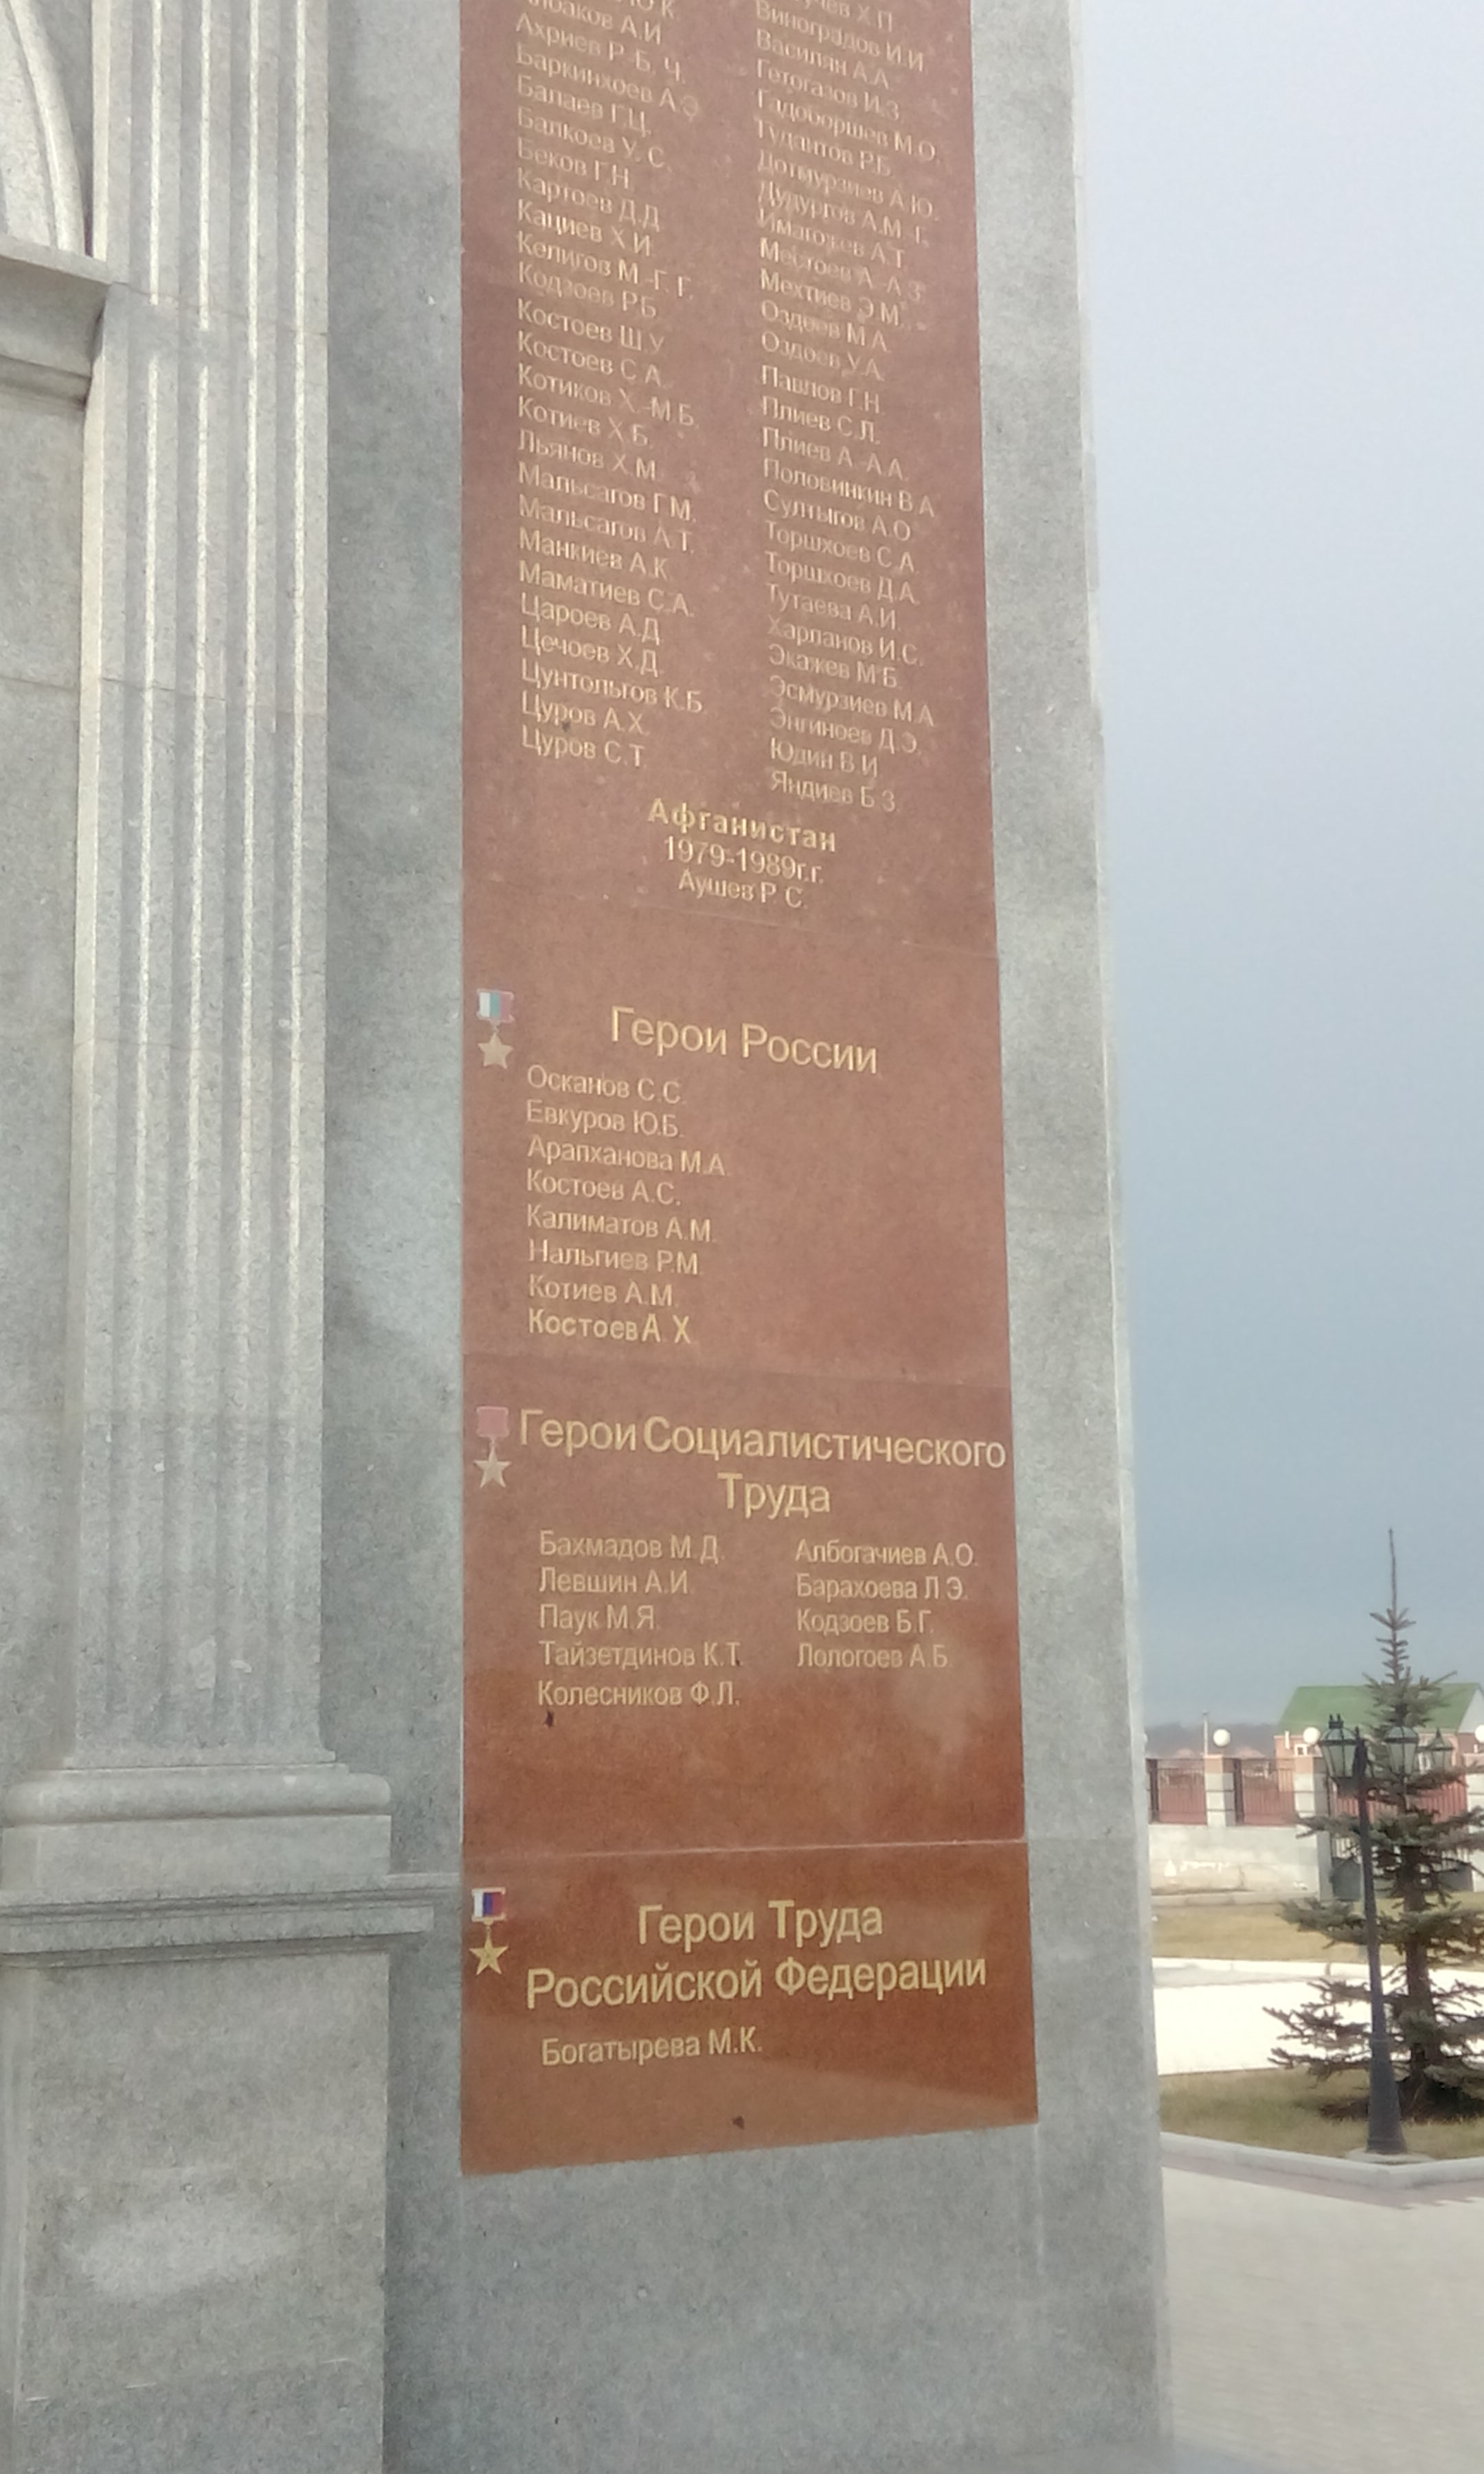 Ахриев Р.-Б. Ч.
Баркинхоев А.Э
Балаев Г.Ц.
Балкоев У. С.
Беков Г.Н.
Картоев Д.Д
Кациев Х.И.
Келигов М.-Г. Г.
Кодзоев Р.Б.
Костоев Ш.У
Костоев С.А.
Котиков Х.-М.Б.
Котиев Х.Б.
Льянов Х.М.
Мальсагов Г.М.
Мальсагов А.Т.
Манкиев А.К.
Маматиев С.А.
Цароев А.Д
Цечоев Х.Д.
Цунтольгов К.Б.
Цуров А.Х.
Цуров С.Т.
Виноградов И.И.
Василян А.А.
Гетогазов И.З.
Гадоборшев М.О.
Гудантов Р.Б.
Дотмурзиев А.Ю.
Дудургов А.М.-Г.
Имагожев А.Т.
Местоев А.-А.З.
Мехтиев Э.М.
Оздоев М.А.
Оздоев У.А.
Павлов Г.Н.
Плиев С.Л.
Плиев А.-А.А.
Половинкин В.А.
Султыгов А.О.
Торшхоев С.А.
Торшхоев Д.А.
Тутаева А.И.
Харланов И.С.
Экажев М.Б.
Эсмурзиев М.А.
Энгиноев Д.Э.
Юдин В.И.
Яндиев Б.З.
Афганистан
1979-1989г.г.
Аушев Р. С.
Герои России
Осканов С.С.
Евкуров Ю.Б.
Арапханова М.А.
Костоев А.С.
Калиматов А.М.
Нальгиев Р.М.
Котиев А.М.
Костоев А. Х
Герои Социалистического
Труда
Бахмадов М.Д.
Левшин А.И.
Паук М.Я.
Тайзетдинов К.Т.
Колесников Ф.Л.
Албогачиев А.О.
Барахоева Л.Э.
Кодзоев Б.Г.
Лологоев А.Б.
Герои Труда
Российской Федерации
Богатырева М.К.